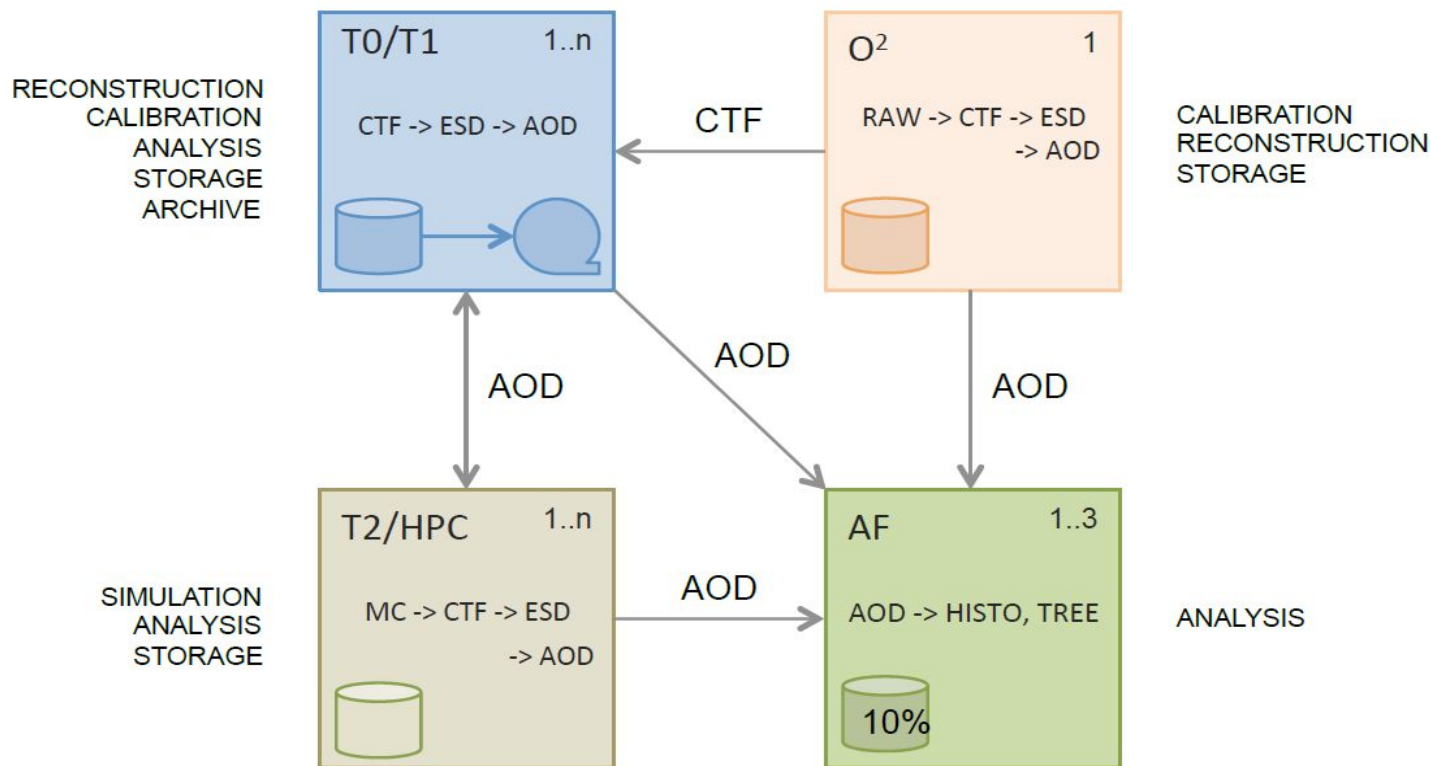 T0/T1 1..n
RECONSTRUCTION
CALIBRATION
ANALYSIS
STORAGE
ARCHIVE
CTF -> ESD -> AOD
CTF
O² 1
RAW -> CTF -> ESD
-> AOD
CALIBRATION
RECONSTRUCTION
STORAGE
AOD
AOD
AOD
T2/HPC 1..n
SIMULATION
ANALYSIS
STORAGE
MC -> CTF -> ESD
-> AOD
AOD
AF 1..3
AOD -> HISTO, TREE
10%
ANALYSIS